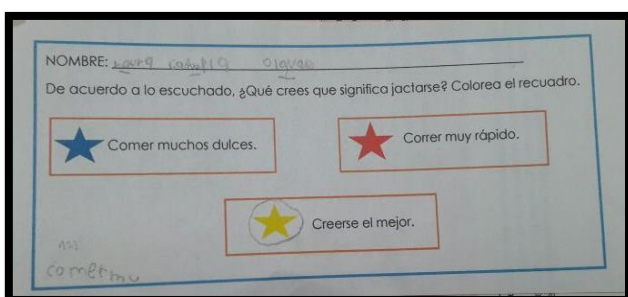 NOMBRE:
De acuerdo a lo escuchado, ¿Qué crees que significa jactarse? Colorea el recuadro.
Comer muchos dulces.
Correr muy rápido.
Creerse el mejor.
comermu